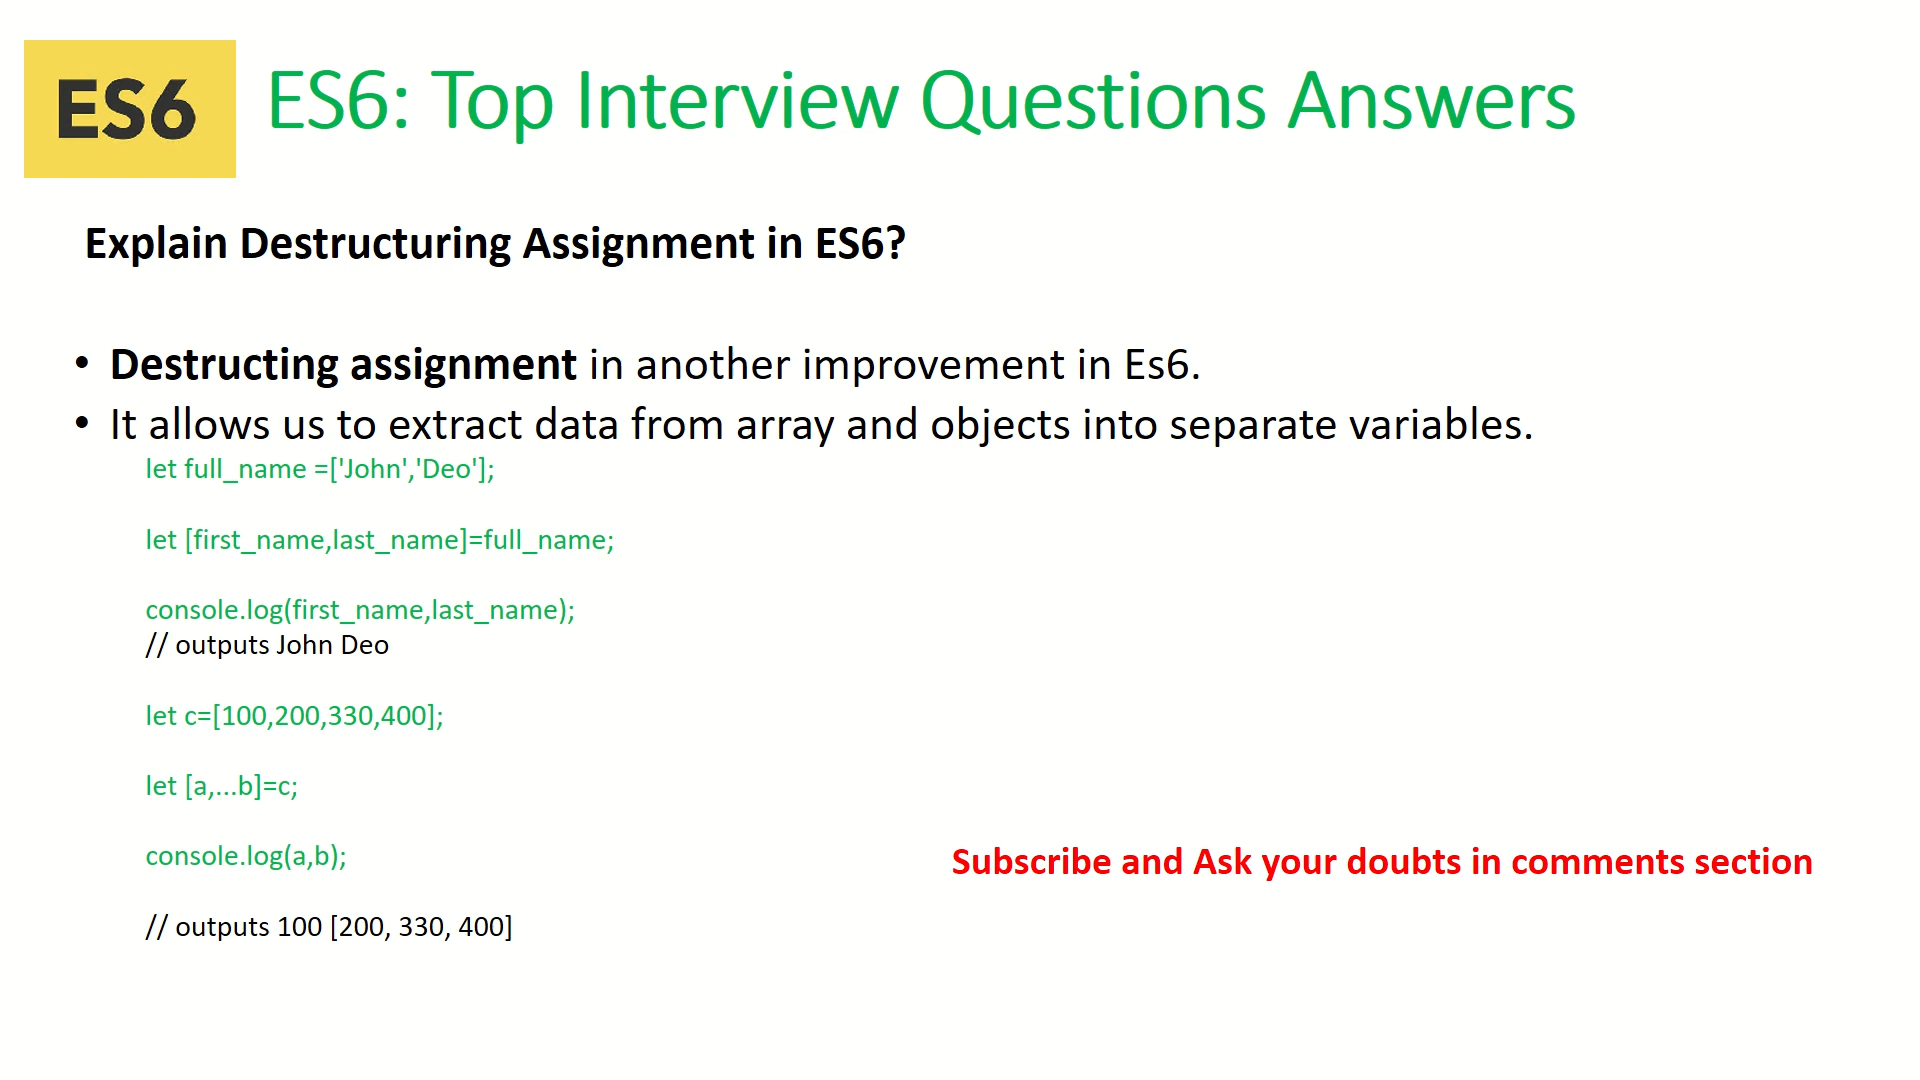 ES6
ES6: Top Interview Questions Answers
Explain Destructuring Assignment in ES6?
• Destructing assignment in another improvement in Es6.
• It allows us to extract data from array and objects into separate variables.
let full_name =['John','Deo'];
let [first_name,last_name]=full_name;
console.log(first_name,last_name);
// outputs John Deo
let c=[100,200,330,400];
let [a,...b]=c;
console.log(a,b);
// outputs 100 [200, 330, 400]
Subscribe and Ask your doubts in comments section